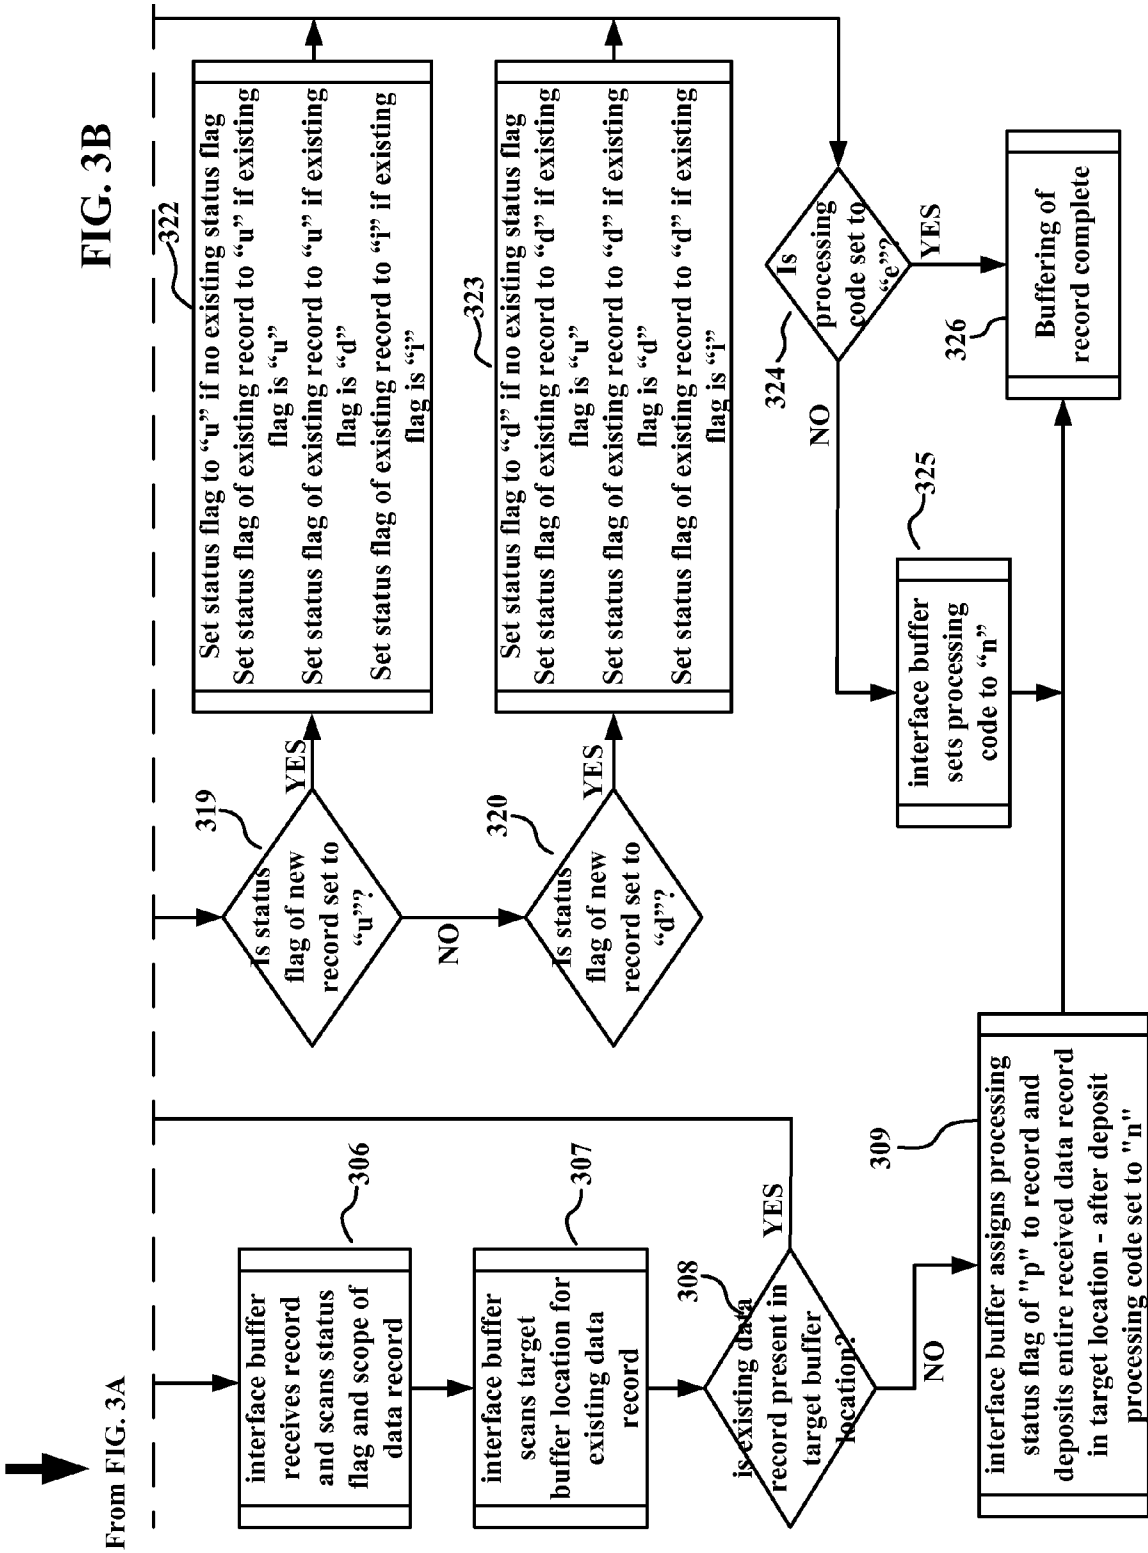 FIG. 3B
From FIG. 3A
306
interface buffer
receives record
and scans status
flag and scope of
data record
307
interface buffer
scans target
buffer location for
existing data
record
308
is existing data
record present in
target buffer
location?
YES
NO
309
interface buffer assigns processing
status flag of "p" to record and
deposits entire received data record
in target location - after deposit
processing code set to "n"
319
Is status
flag of new
record set to
“u”?
YES
NO
320
Is status
flag of new
record set to
“d”?
YES
322
Set status flag to “u” if no existing status flag
Set status flag of existing record to “u” if existing
flag is “u”
Set status flag of existing record to “u” if existing
flag is “d”
Set status flag of existing record to “i” if existing
flag is “i”
323
Set status flag to “d” if no existing status flag
Set status flag of existing record to “d” if existing
flag is “u”
Set status flag of existing record to “d” if existing
flag is “d”
Set status flag of existing record to “d” if existing
flag is “i”
324
Is
processing
code set to
“e”?
YES
NO
325
interface buffer
sets processing
code to “n”
326
Buffering of
record complete